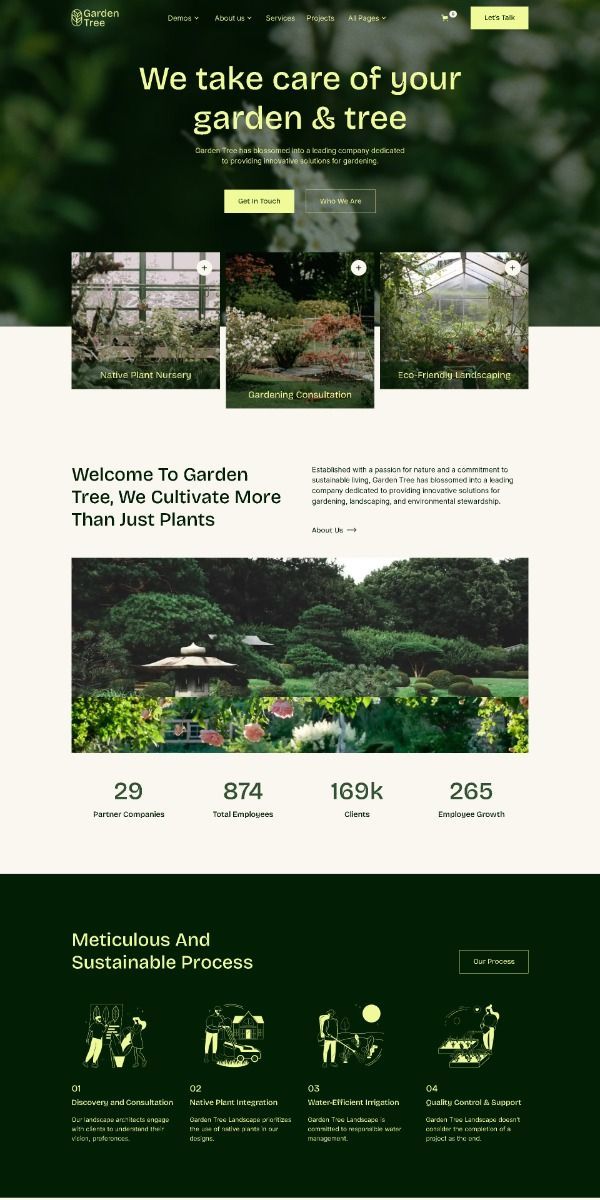 Garden
Tree
Demos
About us
Services
Projects
All Pages
0
Let's Talk
We take care of your
garden & tree
Garden Tree has blossomed into a leading company dedicated
to providing innovative solutions for gardening.
Get In Touch
Who We Are
Native Plant Nursery
Gardening Consultation
Eco-Friendly Landscaping
Welcome To Garden
Tree, We Cultivate More
Than Just Plants
Established with a passion for nature and a commitment to
sustainable living, Garden Tree has blossomed into a leading
company dedicated to providing innovative solutions for
gardening, landscaping, and environmental stewardship.
About Us
29
Partner Companies
874
Total Employees
169k
Clients
265
Employee Growth
Meticulous And
Sustainable Process
Our Process
01
Discovery and Consultation
Our landscape architects engage
with clients to understand their
vision, preferences.
02
Native Plant Integration
Garden Tree Landscape prioritizes
the use of native plants in our
designs.
03
Water-Efficient Irrigation
Garden Tree Landscape is
committed to responsible water
management.
04
Quality Control & Support
Garden Tree Landscape doesn't
consider the completion of a
project as the end.